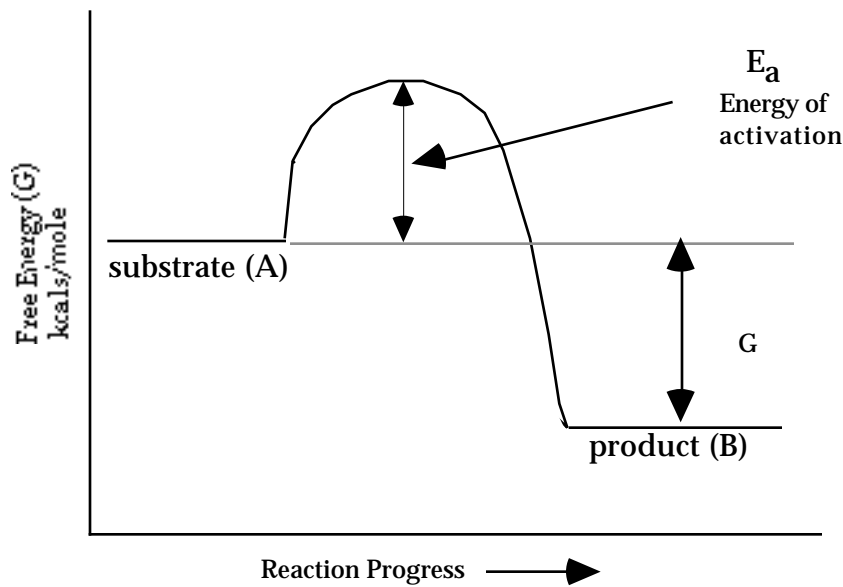 Ea
Energy of
activation
Free Energy (G)
kcals/mole
substrate (A)
G
product (B)
Reaction Progress